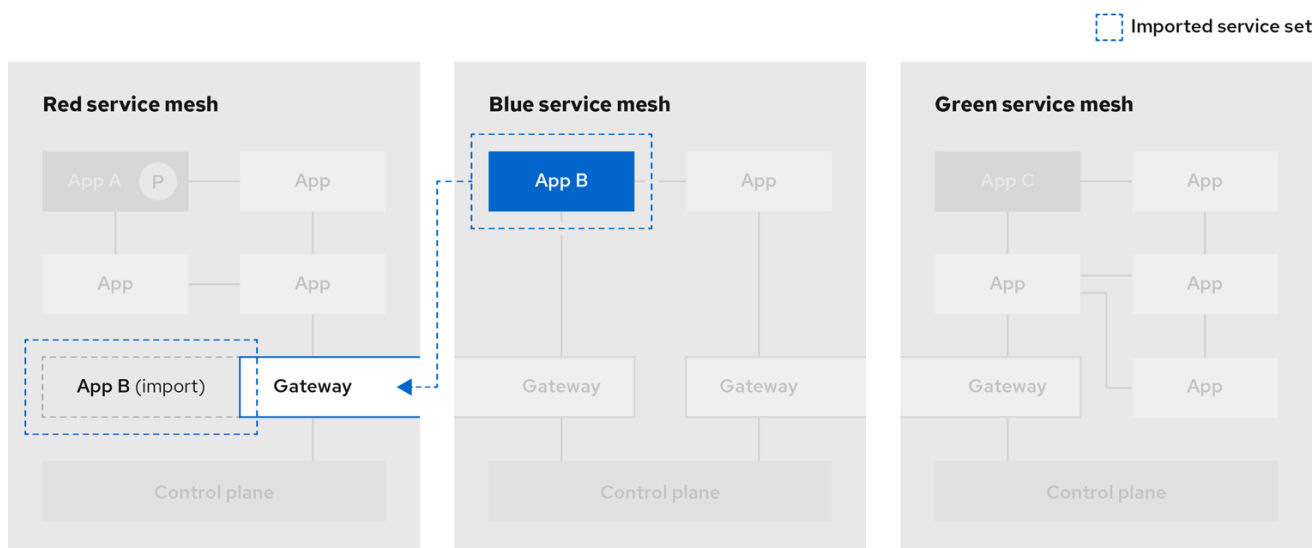 Imported service set
Red service mesh
App A
P
App
App
App
App B (import)
Gateway
Control plane
Blue service mesh
App B
App
Gateway
Gateway
Control plane
Green service mesh
App C
App
App
App
Gateway
App
Control plane